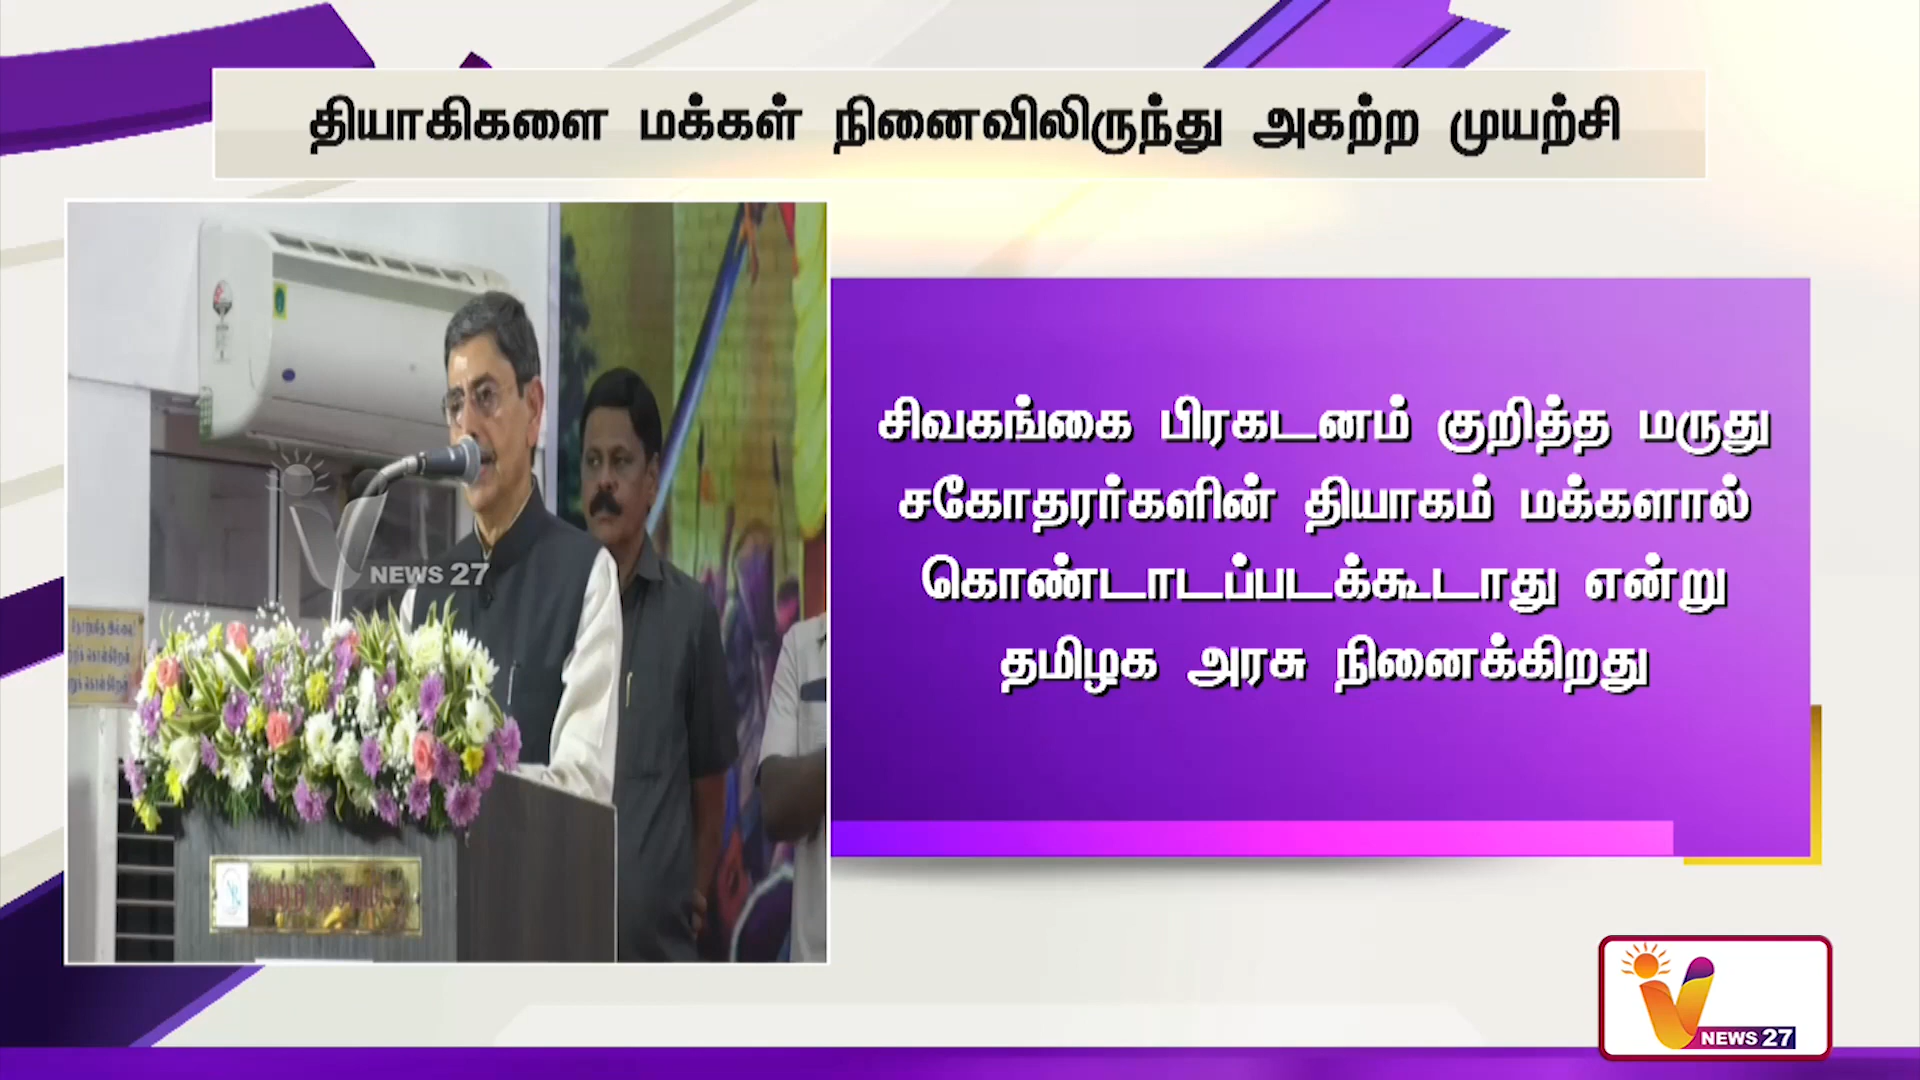 தியாகிகளை மக்கள் நினைவிலிருந்து அகற்ற முயற்சி
சிவகங்கை பிரகடனம் குறித்த மருது
சகோதரர்களின் தியாகம் மக்களால்
கொண்டாடப்படக்கூடாது என்று
தமிழக அரசு நினைக்கிறது
NEWS 27
NEWS 27